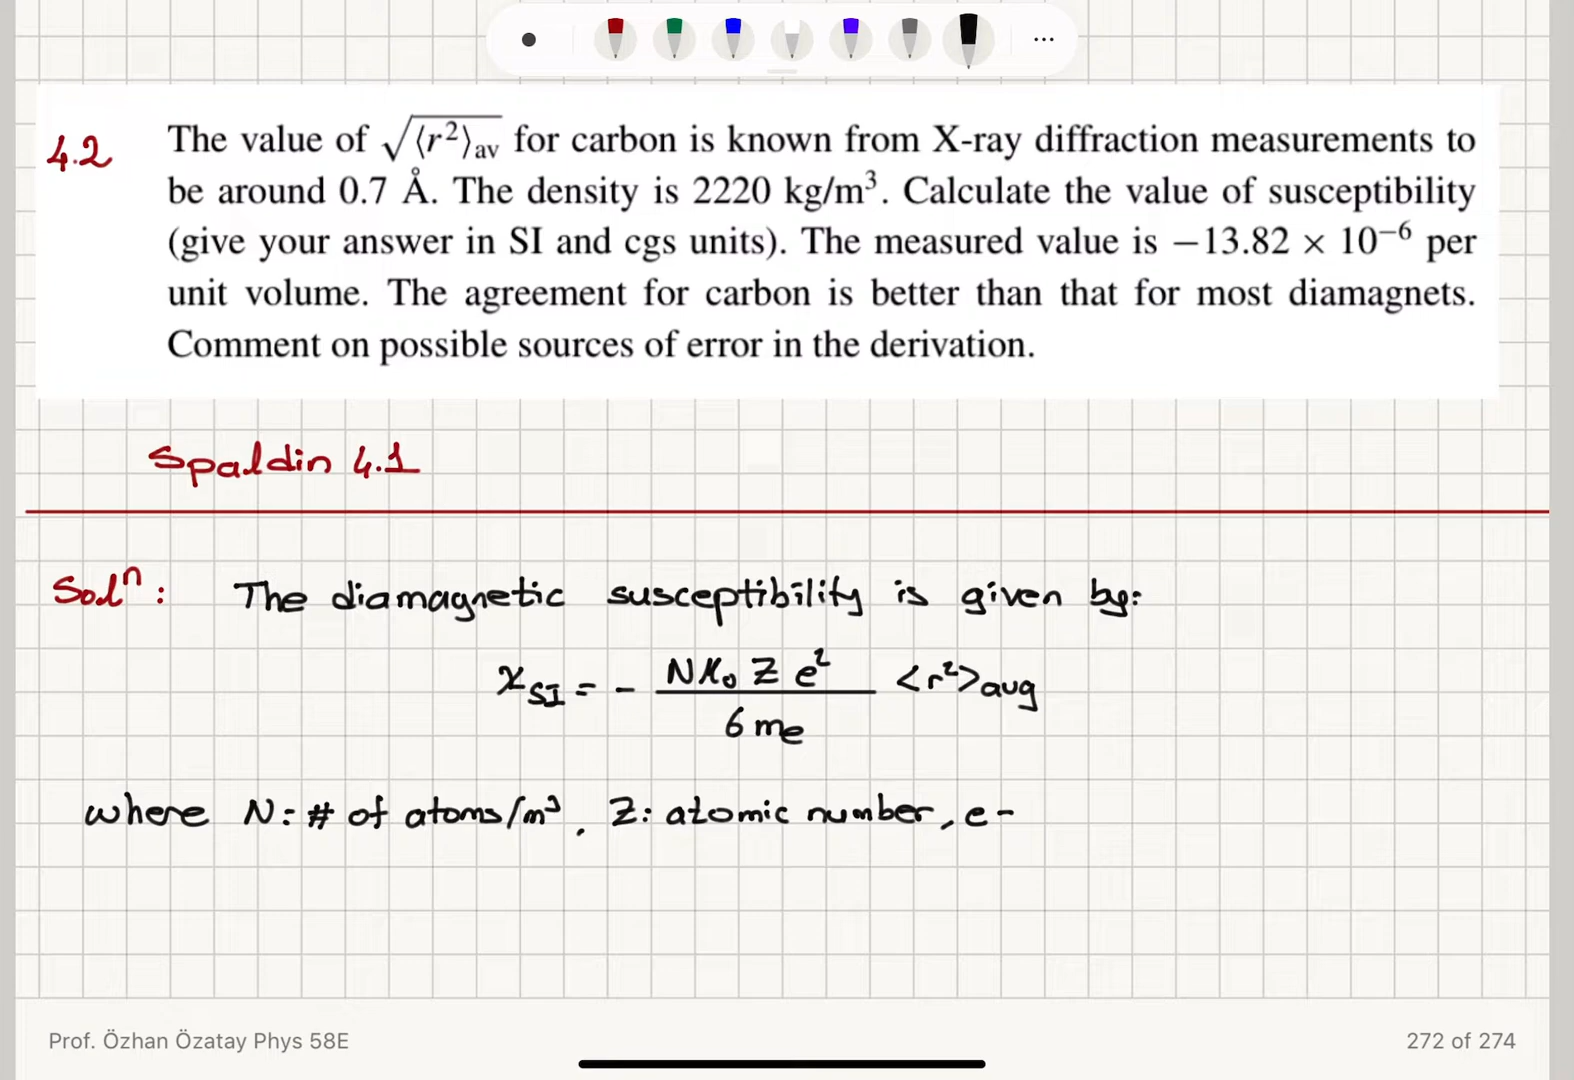 4.2 The value of √⟨r²⟩av for carbon is known from X-ray diffraction measurements to
be around 0.7 Å. The density is 2220 kg/m³. Calculate the value of susceptibility
(give your answer in SI and cgs units). The measured value is −13.82 × 10⁻⁶ per
unit volume. The agreement for carbon is better than that for most diamagnets.
Comment on possible sources of error in the derivation.
Spaldin 4.1
Solⁿ: The diamagnetic susceptibility is given by:
χ_SI = - (Nμ₀ Z e² / 6 me) <r²>avg
where N: # of atoms/m³, Z: atomic number, e-
Prof. Özhan Özatay Phys 58E
272 of 274